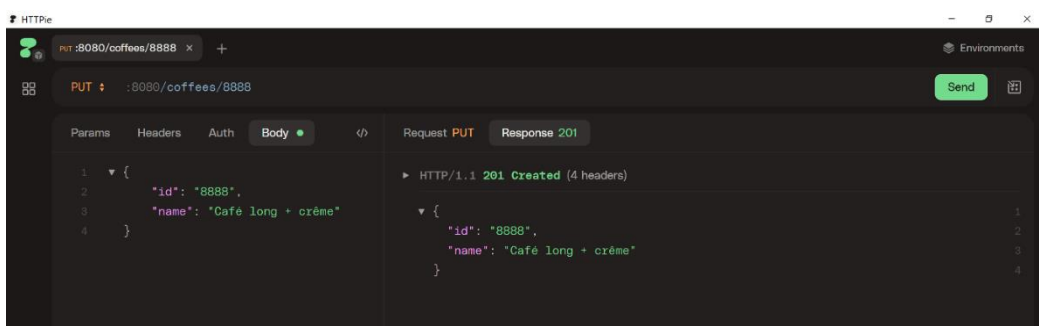 HTTPie
PUT :8080/coffees/8888 × +
Environments
PUT :8080/coffees/8888
Send
Params Headers Auth Body </>
Request PUT Response 201
1 {
2 "id": "8888",
3 "name": "Café long + crême"
4 }
HTTP/1.1 201 Created (4 headers)
{ 1
"id": "8888", 2
"name": "Café long + crême" 3
} 4